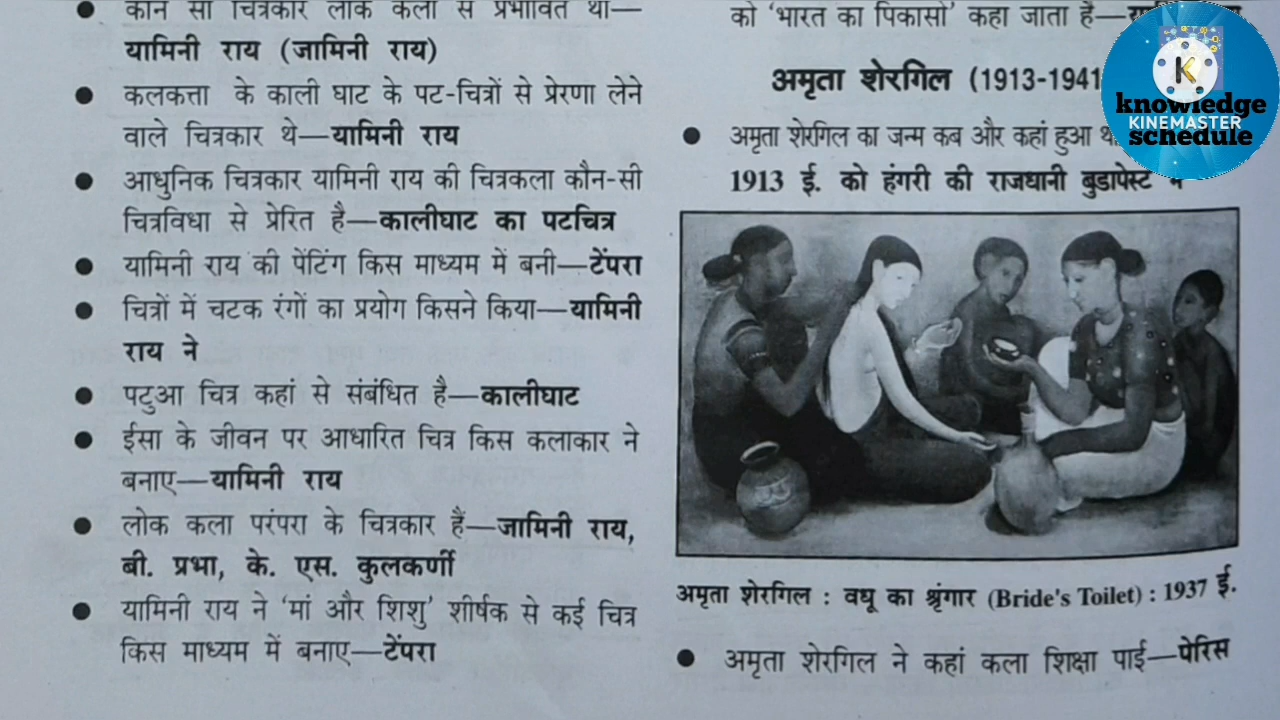 कौन सा चित्रकार लोक कला से प्रभावित था—
यामिनी राय (जामिनी राय)
● कलकत्ता के काली घाट के पट-चित्रों से प्रेरणा लेने
वाले चित्रकार थे—यामिनी राय
● आधुनिक चित्रकार यामिनी राय की चित्रकला कौन-सी
चित्रविधा से प्रेरित है—कालीघाट का पटचित्र
● यामिनी राय की पेंटिंग किस माध्यम में बनी—टेंपरा
● चित्रों में चटक रंगों का प्रयोग किसने किया—यामिनी
राय ने
● पटुआ चित्र कहां से संबंधित है—कालीघाट
● ईसा के जीवन पर आधारित चित्र किस कलाकार ने
बनाए—यामिनी राय
● लोक कला परंपरा के चित्रकार हैं—जामिनी राय,
बी. प्रभा, के. एस. कुलकर्णी
● यामिनी राय ने ‘मां और शिशु’ शीर्षक से कई चित्र
किस माध्यम में बनाए—टेंपरा
को ‘भारत का पिकासो’ कहा जाता है—
अमृता शेरगिल (1913-1941
● अमृता शेरगिल का जन्म कब और कहां हुआ
1913 ई. को हंगरी की राजधानी बुडापेस्ट में
अमृता शेरगिल : वधू का श्रृंगार (Bride's Toilet) : 1937 ई.
● अमृता शेरगिल ने कहां कला शिक्षा पाई—पेरिस
K
knowledge
KINEMASTER
schedule